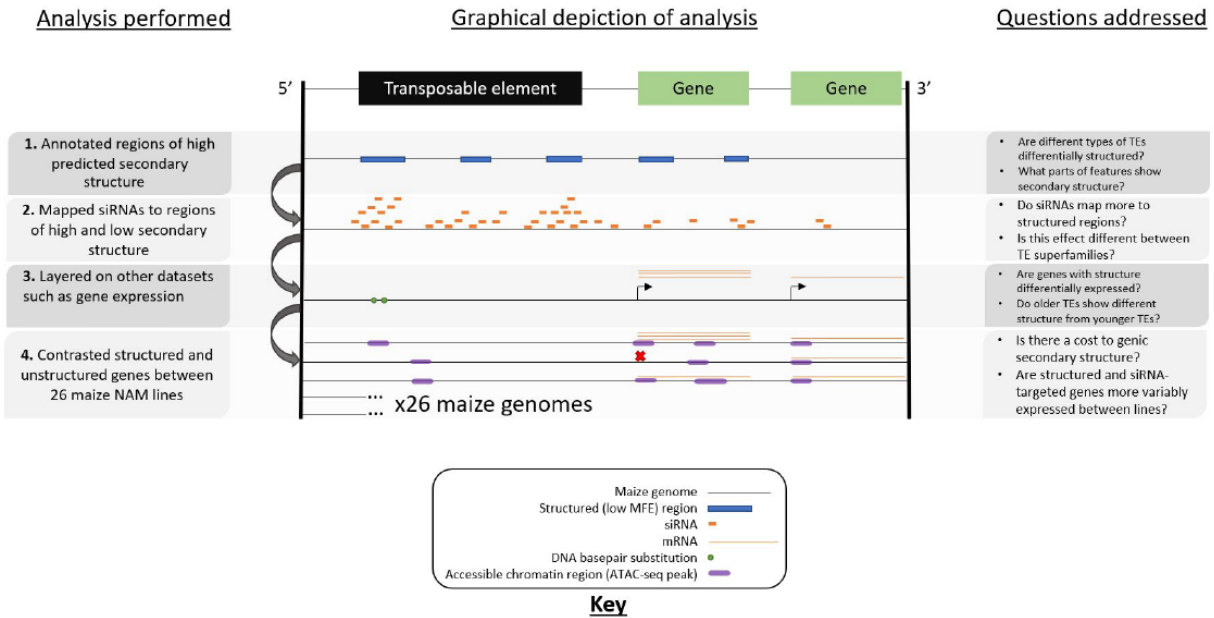 Analysis performed
Graphical depiction of analysis
Questions addressed
5’
Transposable element
Gene
Gene
3’
1. Annotated regions of high
predicted secondary
structure
• Are different types of TEs
differentially structured?
• What parts of features show
secondary structure?
2. Mapped siRNAs to regions
of high and low secondary
structure
• Do siRNAs map more to
structured regions?
• Is this effect different between
TE superfamilies?
3. Layered on other datasets
such as gene expression
• Are genes with structure
differentially expressed?
• Do older TEs show different
structure from younger TEs?
4. Contrasted structured and
unstructured genes between
26 maize NAM lines
... x26 maize genomes
...
• Is there a cost to genic
secondary structure?
• Are structured and siRNA-
targeted genes more variably
expressed between lines?
Maize genome
Structured (low MFE) region
siRNA
mRNA
DNA basepair substitution
Accessible chromatin region (ATAC-seq peak)
Key